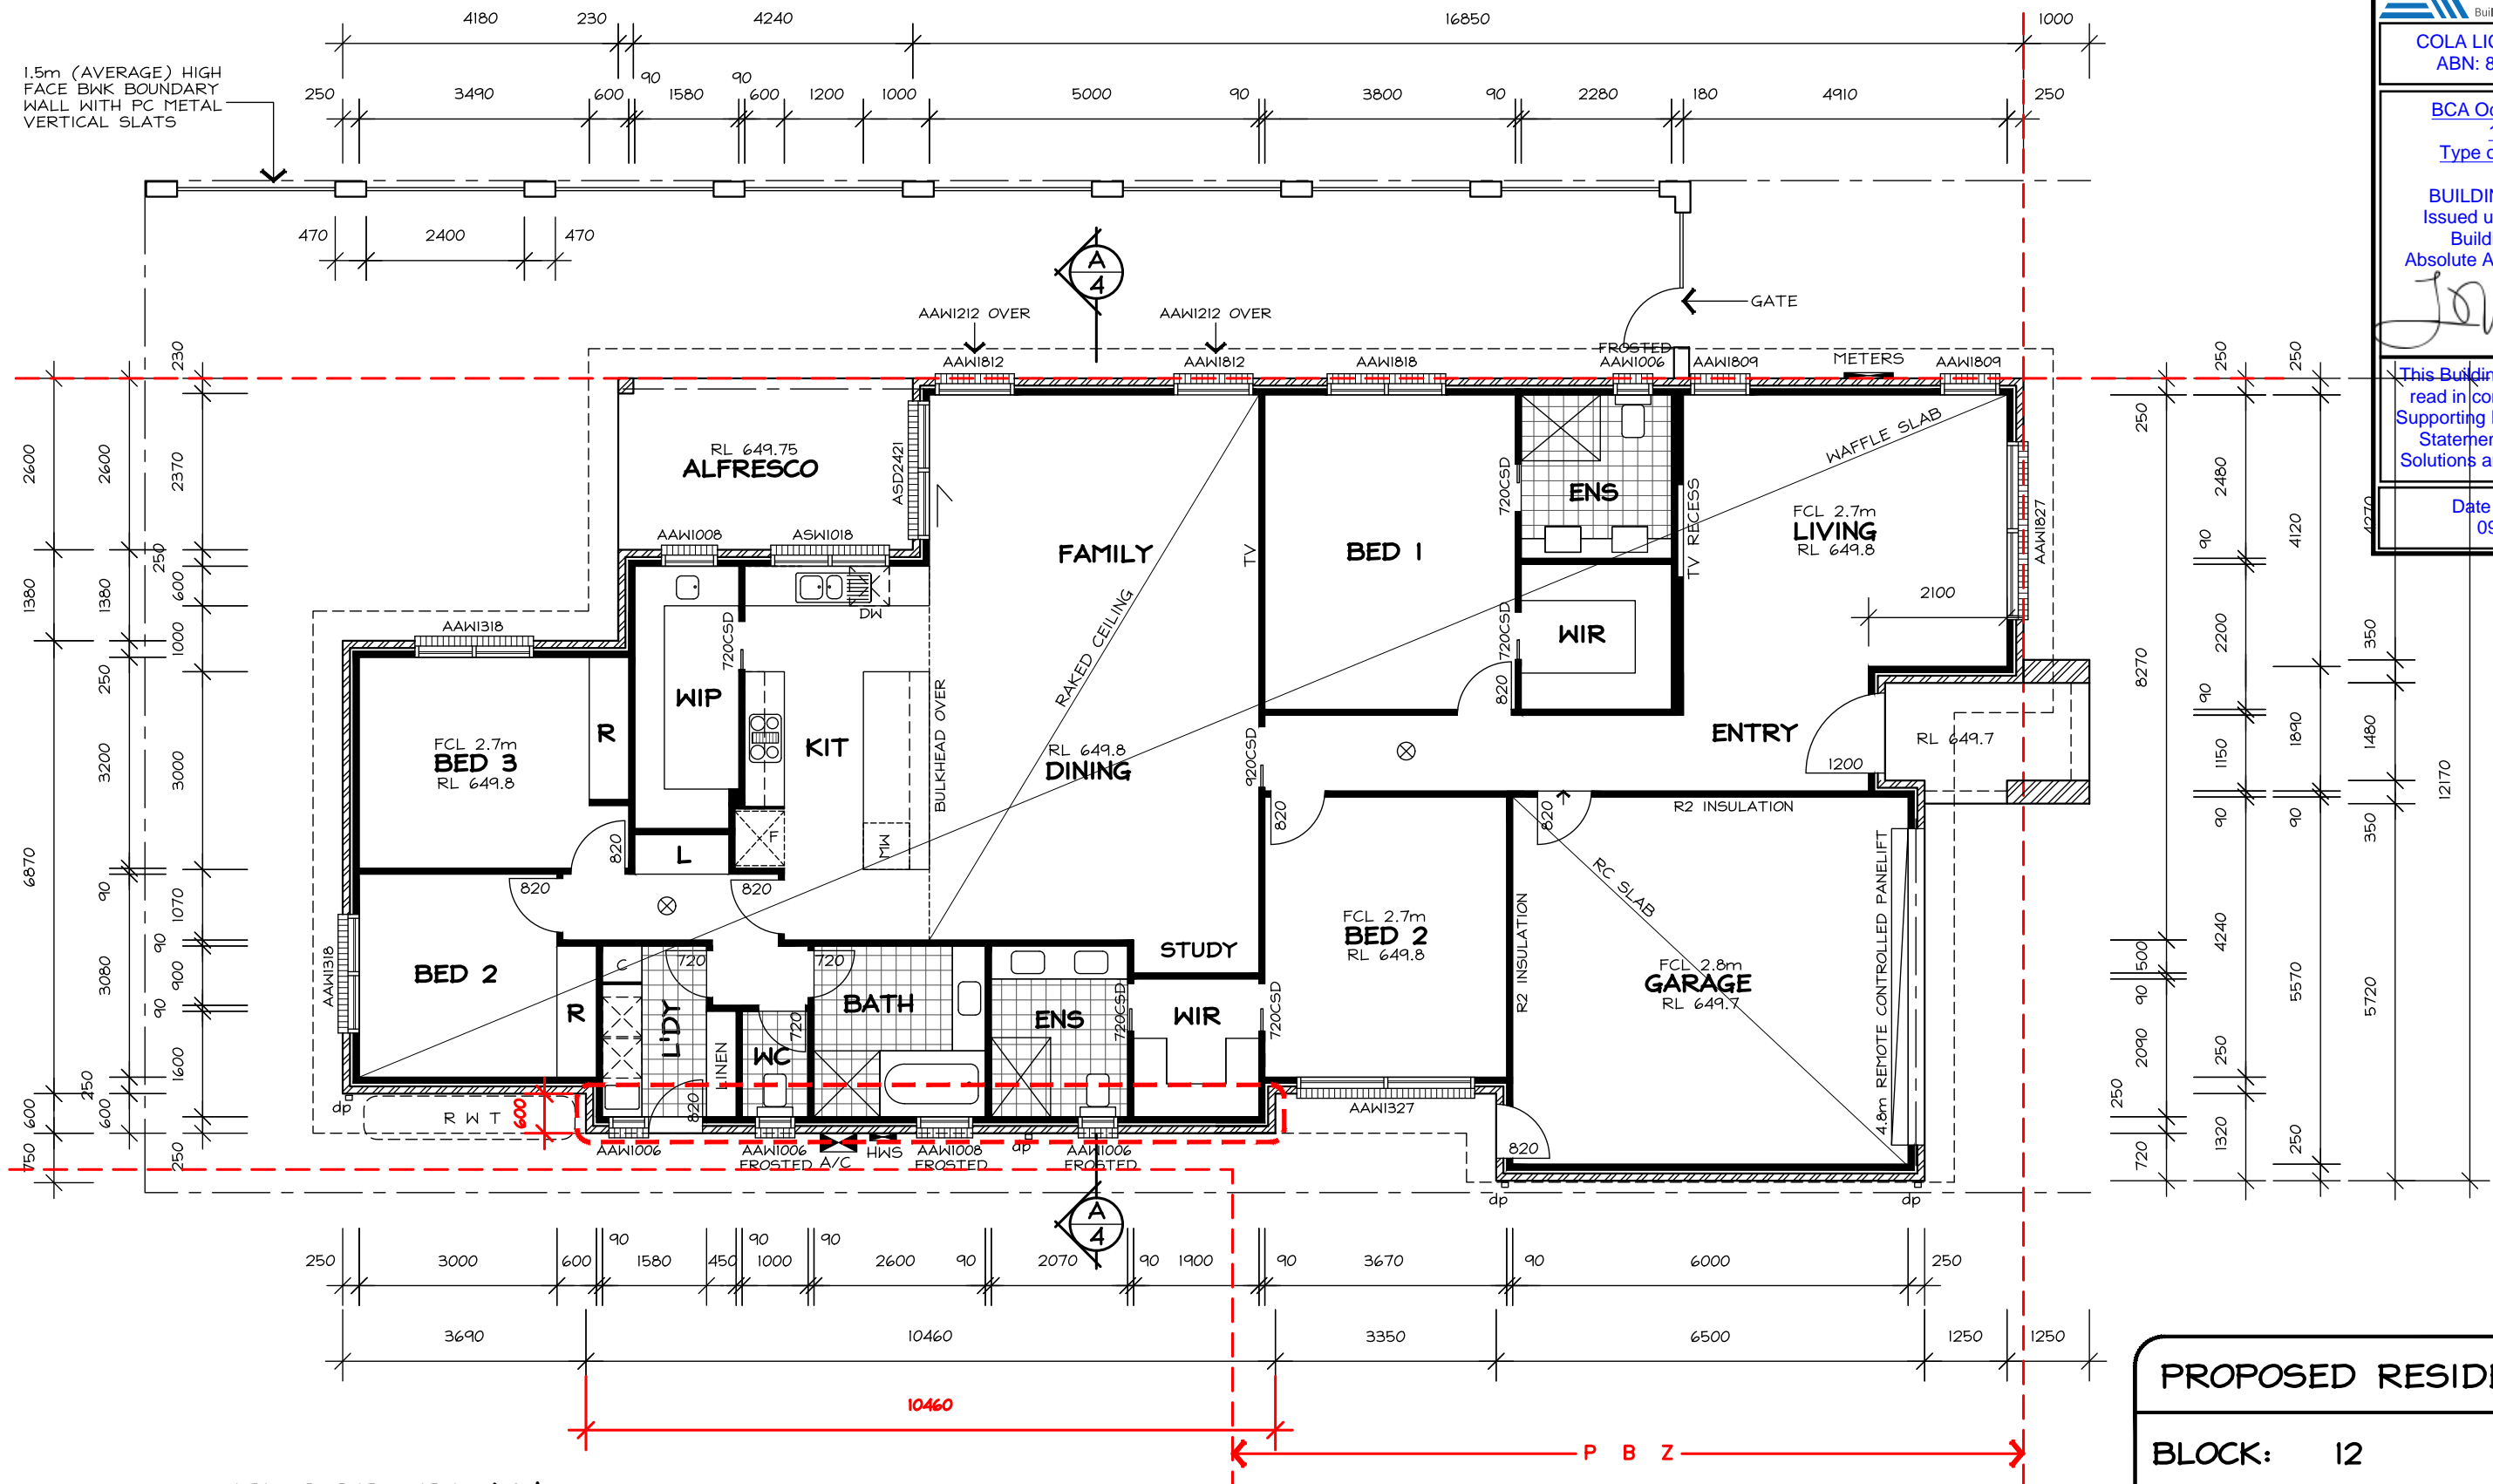 4180 230 4240 16850 1000
1.5m (AVERAGE) HIGH
FACE BWK BOUNDARY
WALL WITH PC METAL
VERTICAL SLATS
90 90
250 3490 600 1580 600 1200 1000 5000 90 3800 90 2280 180 4910 250
470 2400 470
A
4
GATE
AAW1212 OVER
AAW1212 OVER
AAW1812
AAW1812
AAW1818
FROSTED
AAW1006
AAW1809
METERS
AAW1809
RL 649.75
ALFRESCO
ASD2421
AAW1008
ASW1018
DW
FAMILY
TV
RAKED CEILING
BED 1
720CSD
ENS
TV RECESS
WAFFLE SLAB
FCL 2.7m
LIVING
RL 649.8
AAW1827
2100
720CSD
WIR
820
AAW1318
720CSD
WIP
R
FCL 2.7m
BED 3
RL 649.8
KIT
BULKHEAD OVER
RL 649.8
DINING
920CSD
ENTRY
1200
RL 649.7
820
L
F
MW
820
820
820
820
R2 INSULATION
RC SLAB
4.8m REMOTE CONTROLLED PANELIFT
R2 INSULATION
FCL 2.7m
BED 2
RL 649.8
FCL 2.8m
GARAGE
RL 649.7
STUDY
BED 2
R
AAW1318
C
720
720
L'DY
LINEN
WC
720
BATH
ENS
720CSD
WIR
720CSD
820
dp
R W T
600
AAW1006
AAW1006
FROSTED
A/C
HWS
AAW1008
FROSTED
dp
AAW1006
FROSTED
AAW1327
820
dp
dp
A
4
230
2600 2600 2370
250
1380 1380 600
1000
250
3200 3000
6870
90 1070
90
3080 900
90
1600
250
600 600
750 250
250 250
250
2480
90 4120 4270
2200 350
8270
90 1890 1480
1150
90 90 350
12170
4240
500
90 5570 5720
2090 250
250
1320 250
720
90 90 90
250 3000 600 1580 450 1000 2600 90 2070 90 1900 90 3670 90 6000 250
3690 10460 3350 6500 1250 1250
10460
P B Z
COLA LI
ABN: 8
Type
BUILDI
Issued u
Build
Absolute A
This Buildin
read in co
Supporting
Statemen
Solutions a
Date
09
PROPOSED RESID
BLOCK: 12